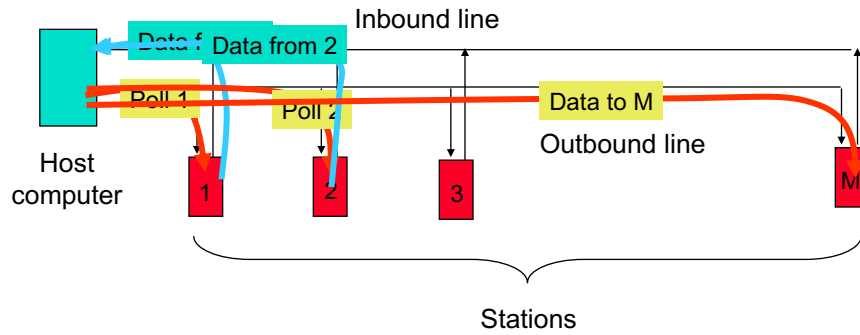 Inbound line
Data f
Data from 2
Poll 1
Poll 2
Data to M
Outbound line
Host
computer
1
2
3
M
Stations